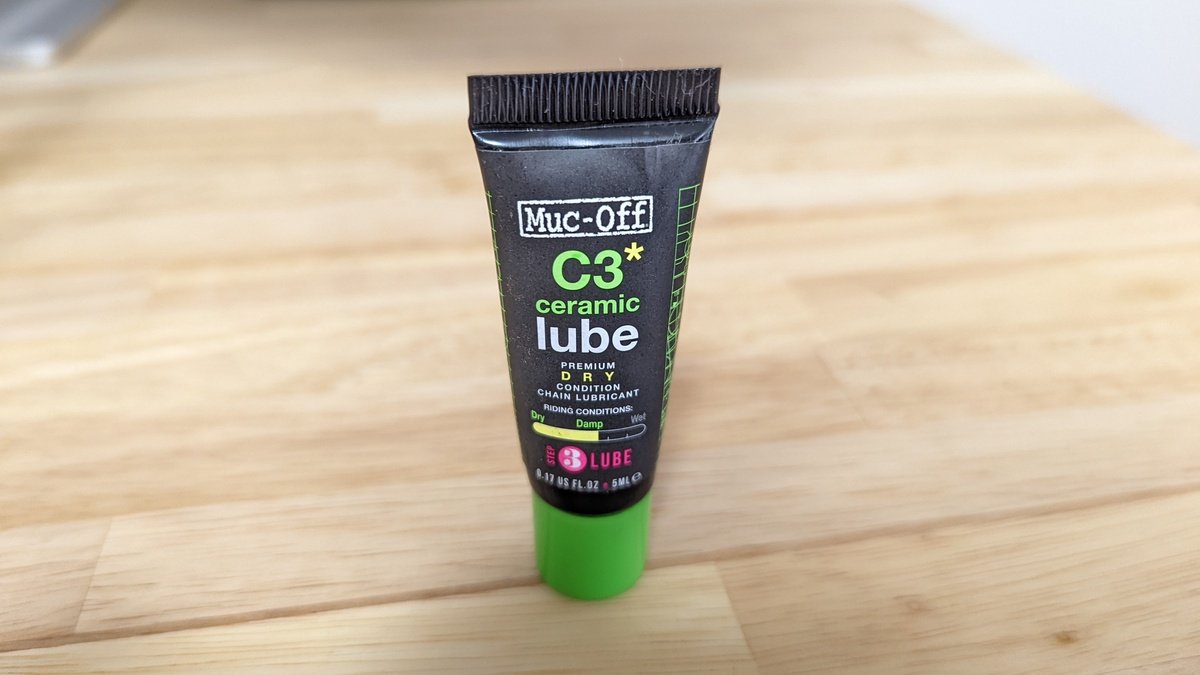 Muc-Off
C3*
ceramic
lube
PREMIUM
DRY
CONDITION
CHAIN LUBRICANT
RIDING CONDITIONS:
Dry Damp Wet
STEP 3 LUBE
0.17 US FL.OZ • 5ML ℮